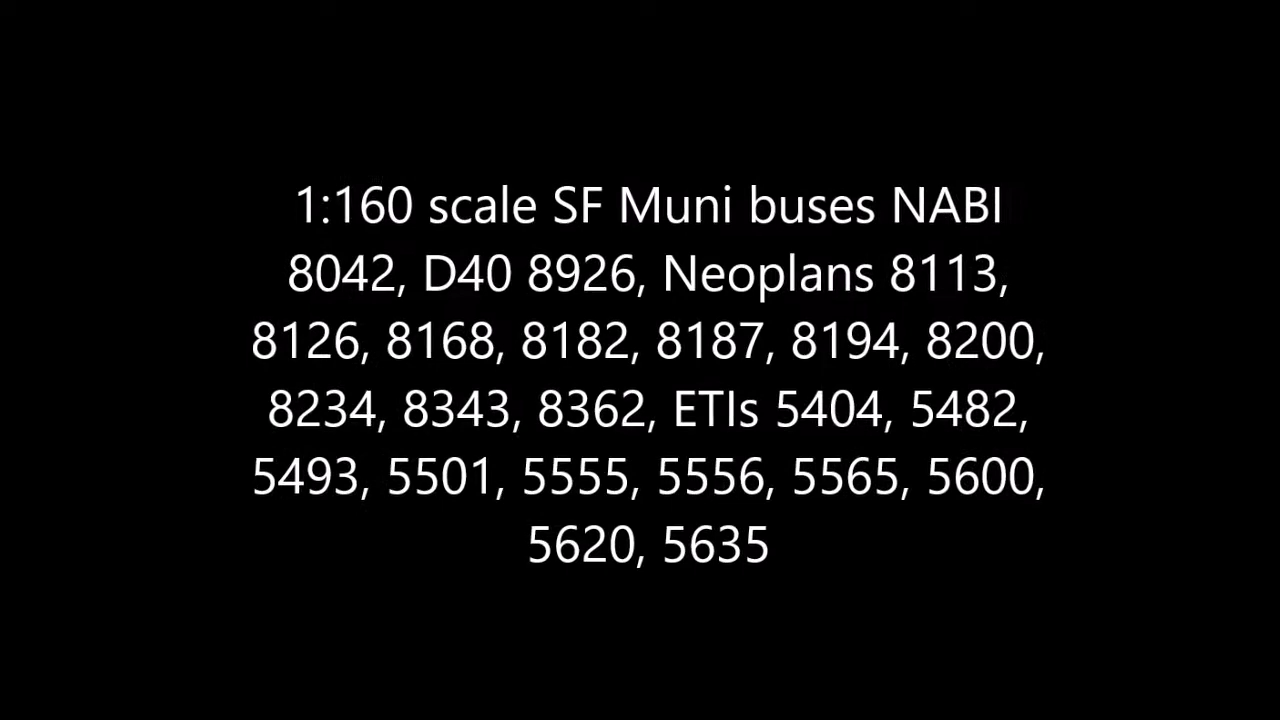 1:160 scale SF Muni buses NABI
8042, D40 8926, Neoplans 8113,
8126, 8168, 8182, 8187, 8194, 8200,
8234, 8343, 8362, ETIs 5404, 5482,
5493, 5501, 5555, 5556, 5565, 5600,
5620, 5635